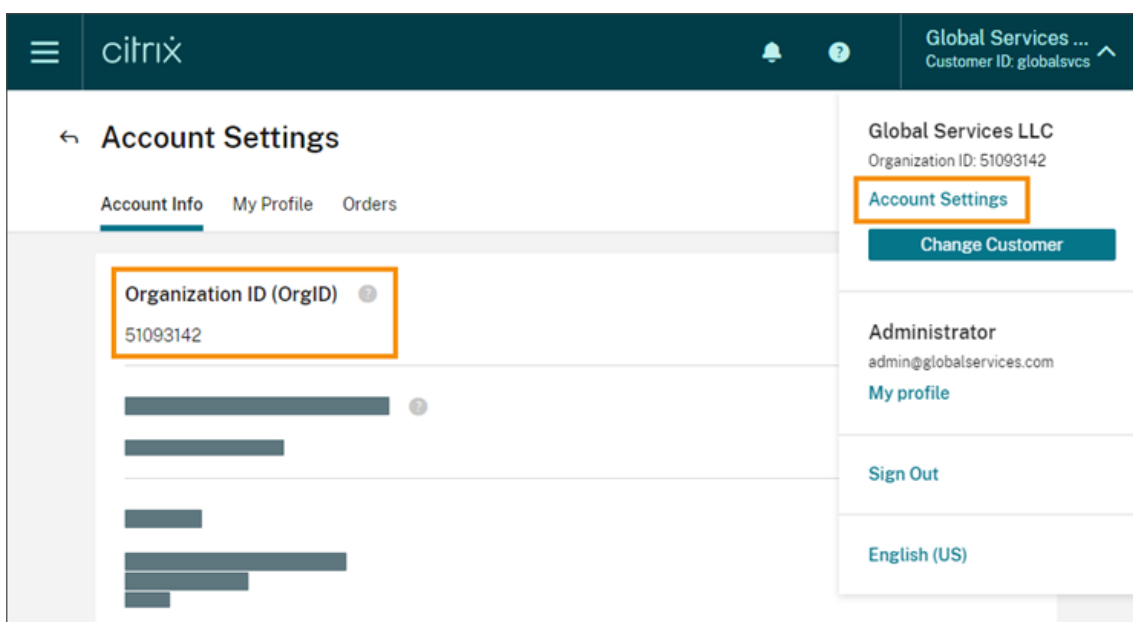 citrix
Global Services ...
Customer ID: globalsvcs
Account Settings
Account Info My Profile Orders
Organization ID (OrgID)
51093142
Global Services LLC
Organization ID: 51093142
Account Settings
Change Customer
Administrator
admin@globalservices.com
My profile
Sign Out
English (US)